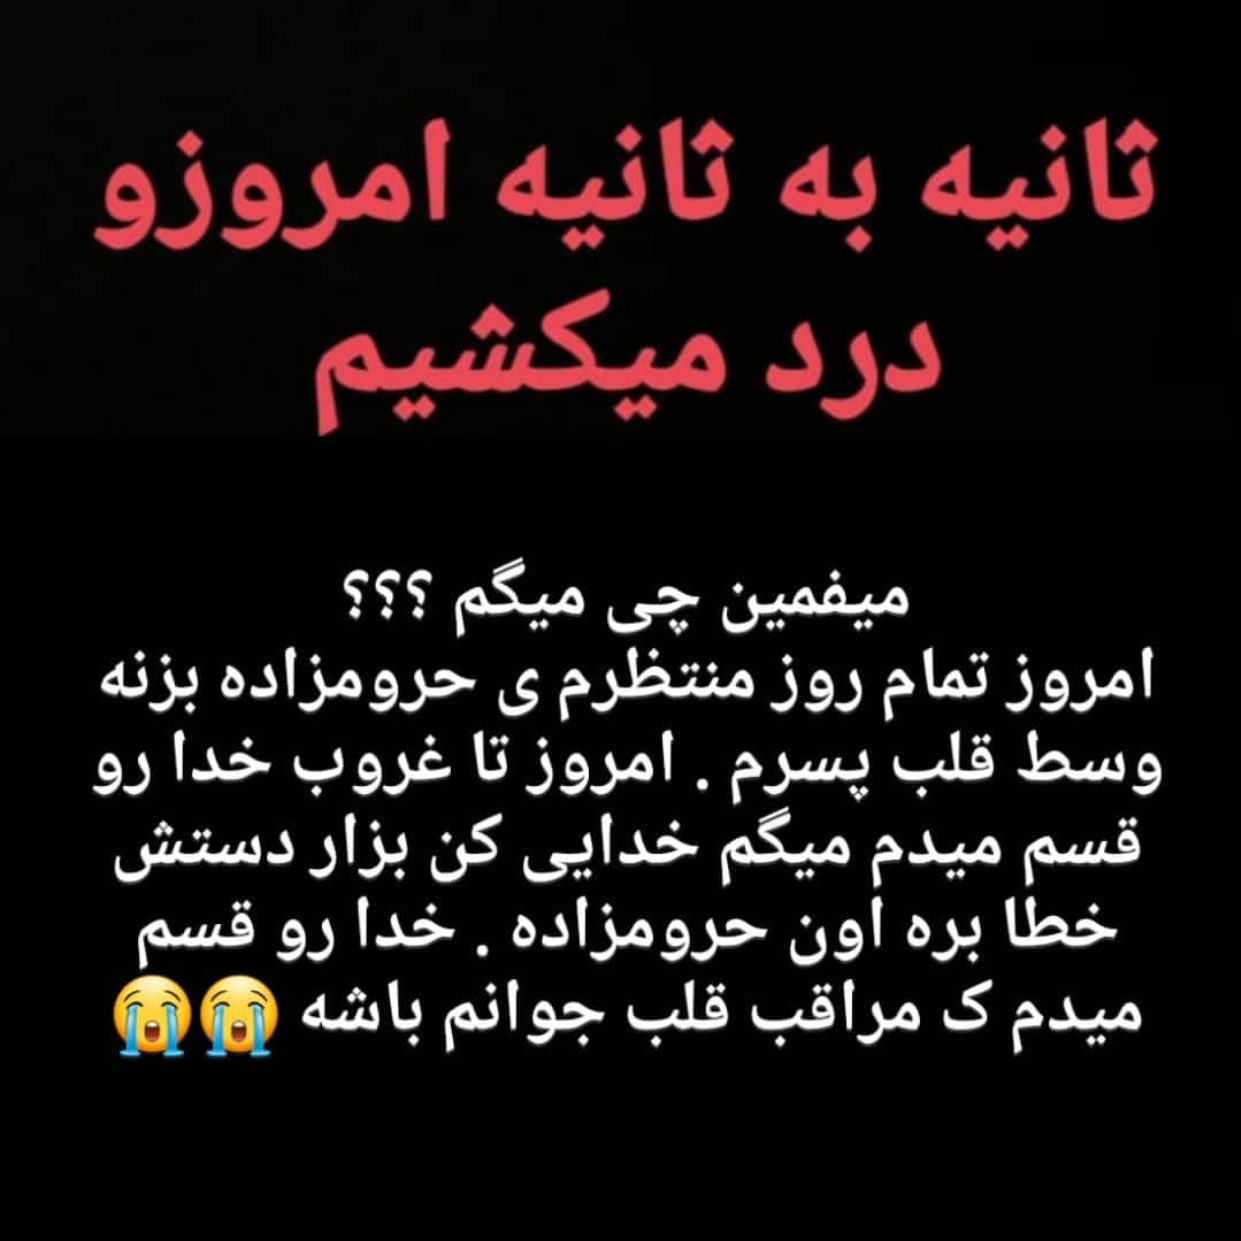 ثانیه به ثانیه امروزو
درد میکشیم
میفمین چی میگم ؟؟؟
امروز تمام روز منتظرم ی حرومزاده بزنه
وسط قلب پسرم . امروز تا غروب خدا رو
قسم میدم میگم خدایی کن بزار دستش
خطا بره اون حرومزاده . خدا رو قسم
میدم ک مراقب قلب جوانم باشه 😭😭